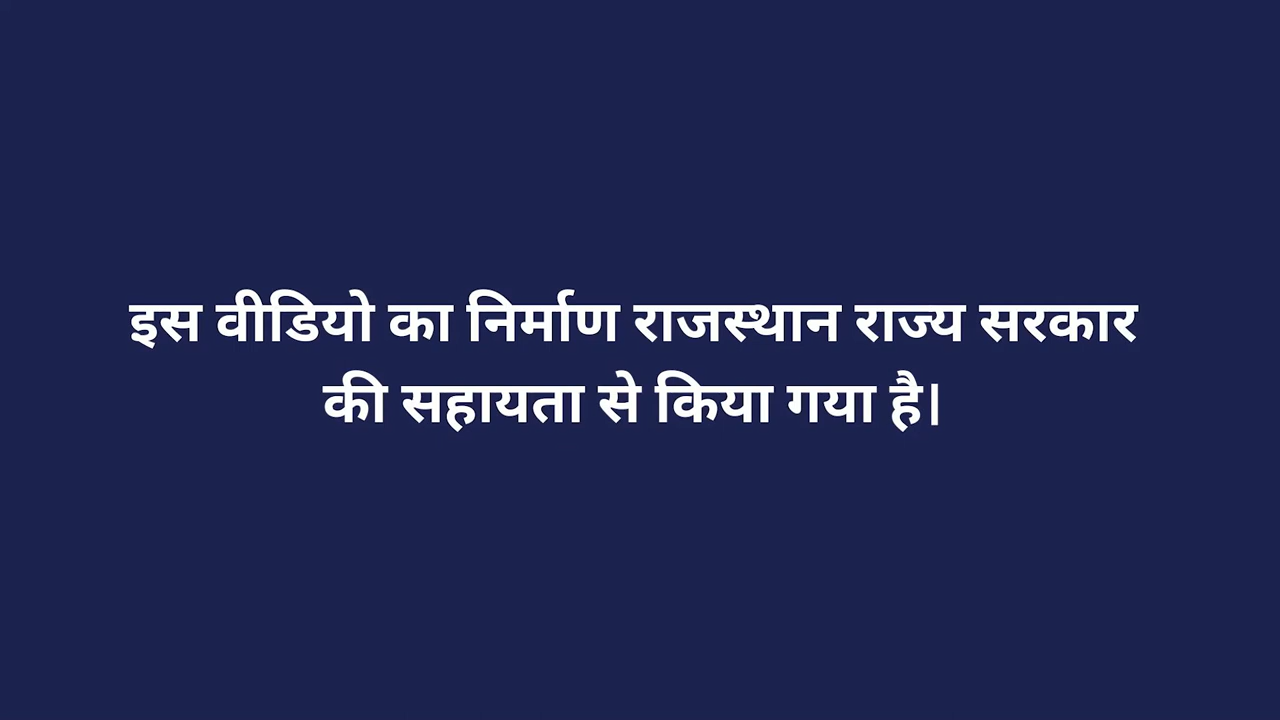 इस वीडियो का निर्माण राजस्थान राज्य सरकार
की सहायता से किया गया है।